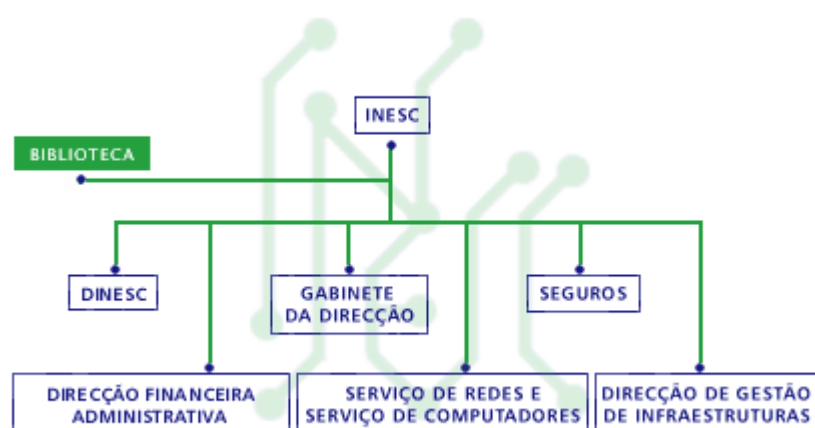 INESC
BIBLIOTECA
DINESC
GABINETE
DA DIRECÇÃO
SEGUROS
DIRECÇÃO FINANCEIRA
ADMINISTRATIVA
SERVIÇO DE REDES E
SERVIÇO DE COMPUTADORES
DIRECÇÃO DE GESTÃO
DE INFRAESTRUTURAS